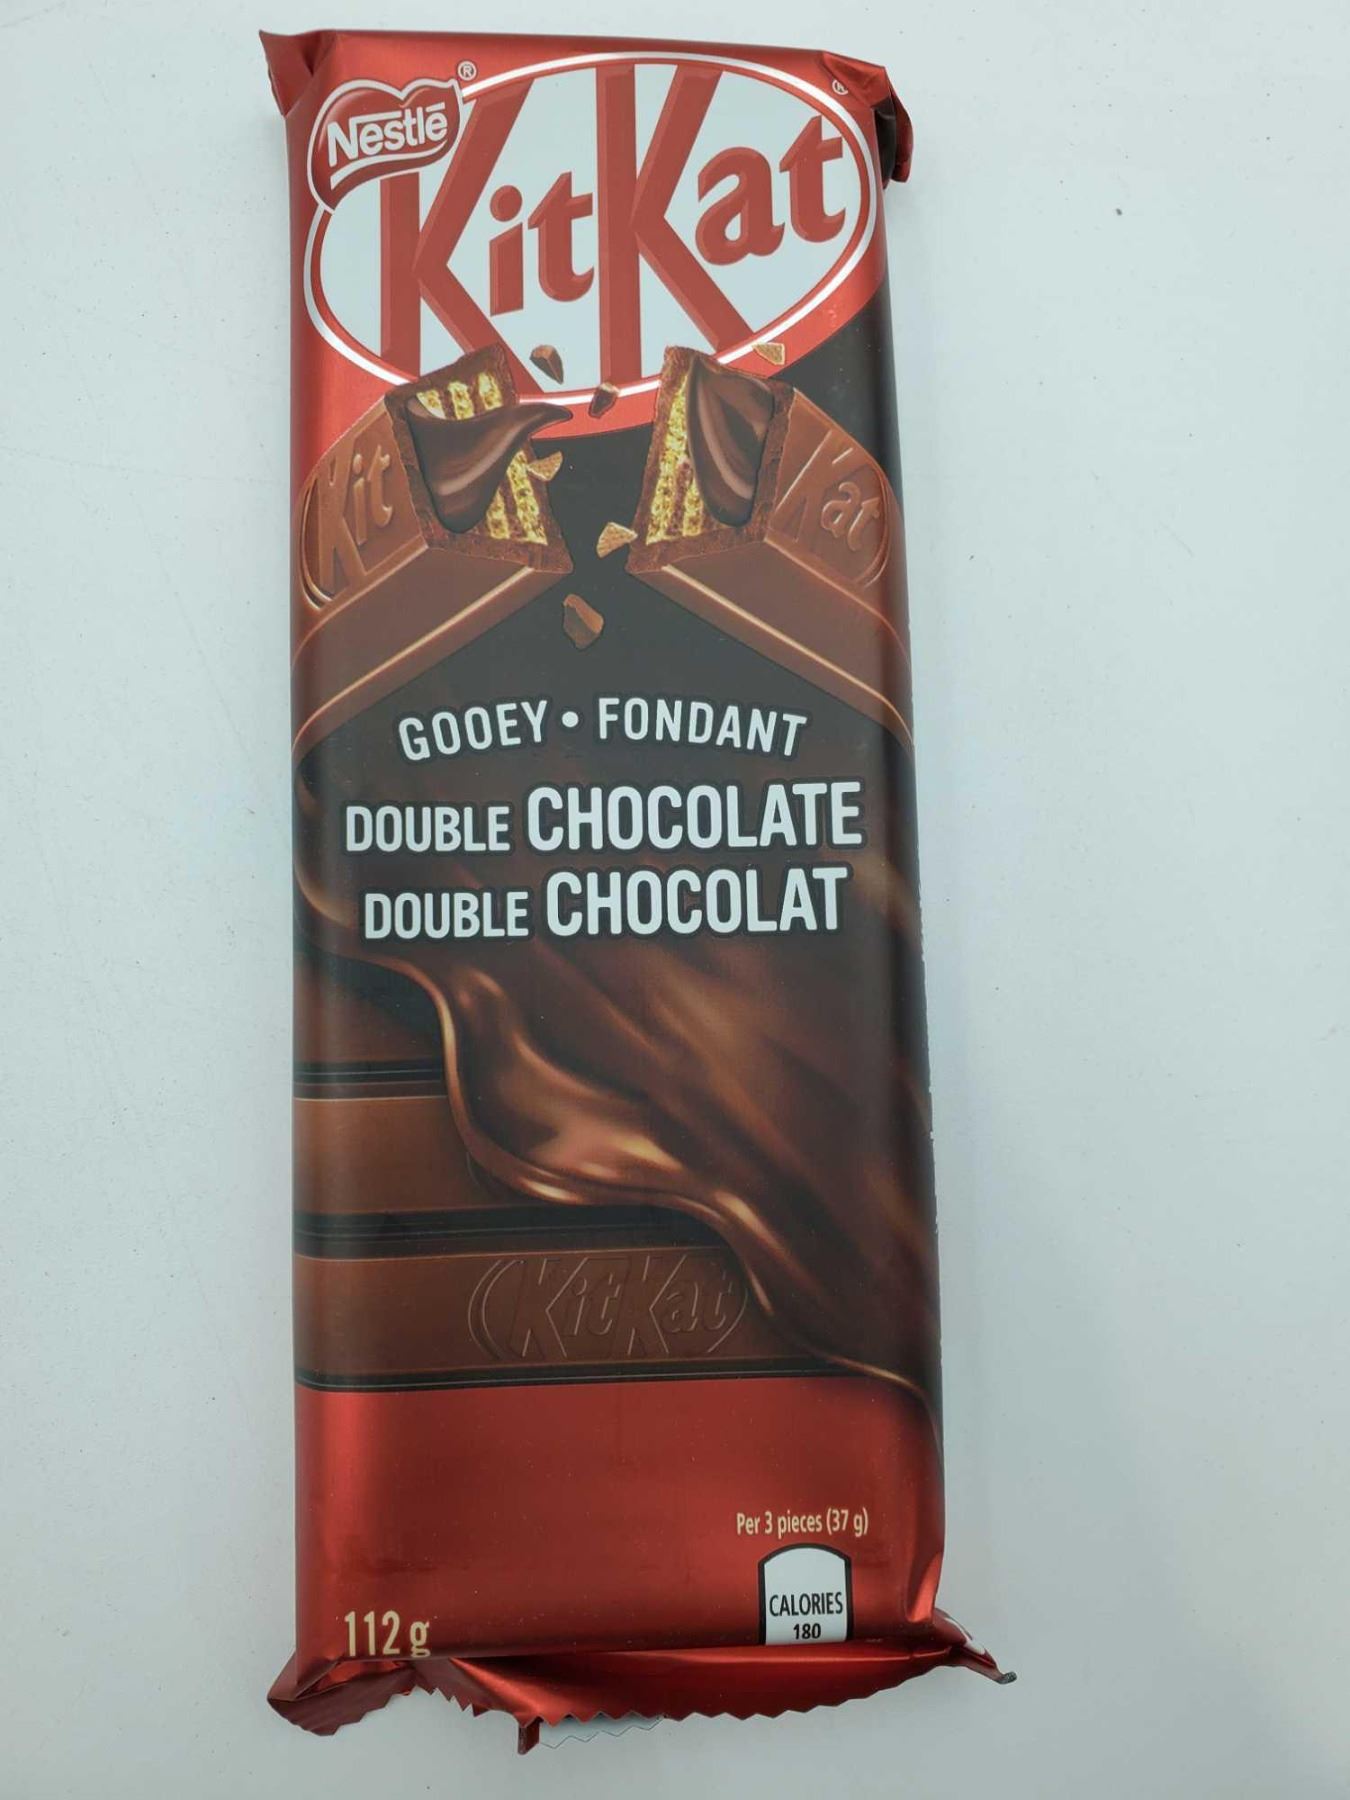 Nestlé ®
KitKat ®
Kit
Kat
GOOEY • FONDANT
DOUBLE CHOCOLATE
DOUBLE CHOCOLAT
KitKat
Per 3 pieces (37 g)
CALORIES
180
112 g